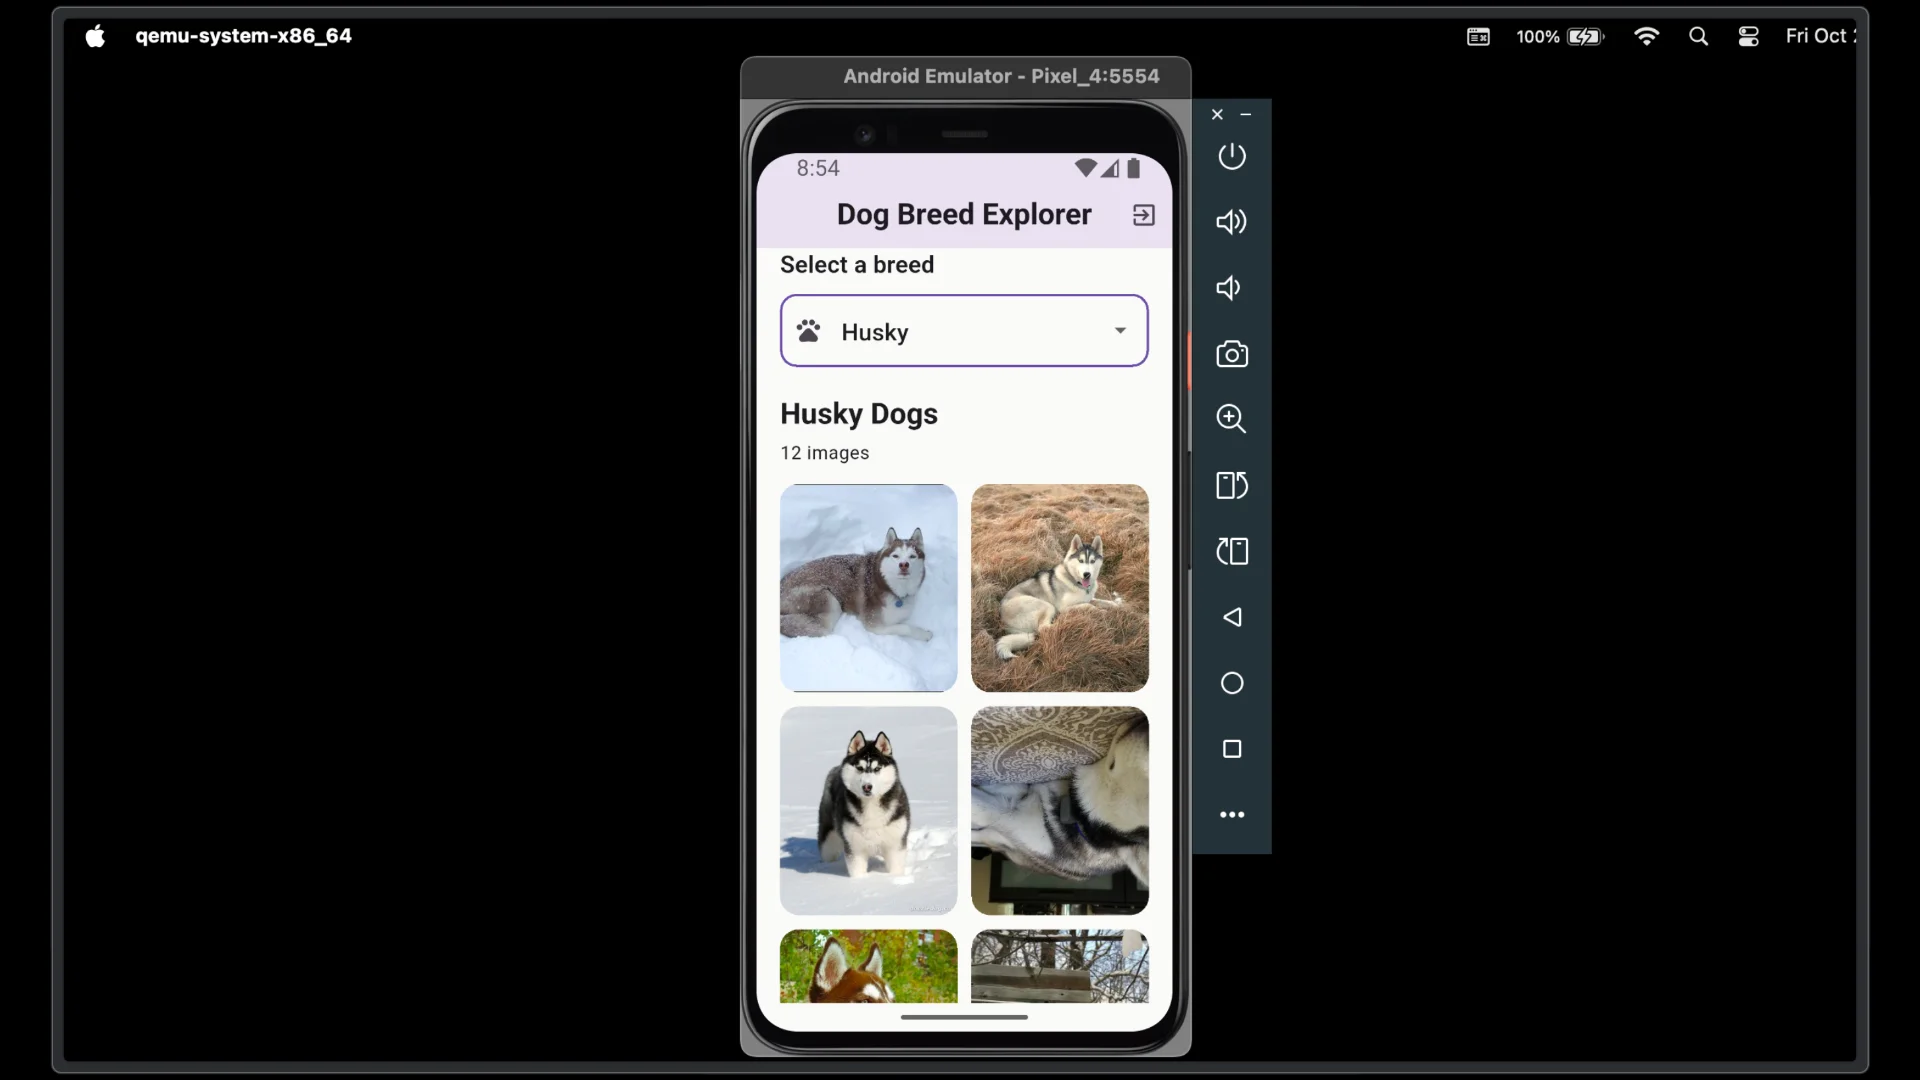 qemu-system-x86_64
100%
Fri Oct
Android Emulator - Pixel_4:5554
8:54
Dog Breed Explorer
Select a breed
Husky
Husky Dogs
12 images